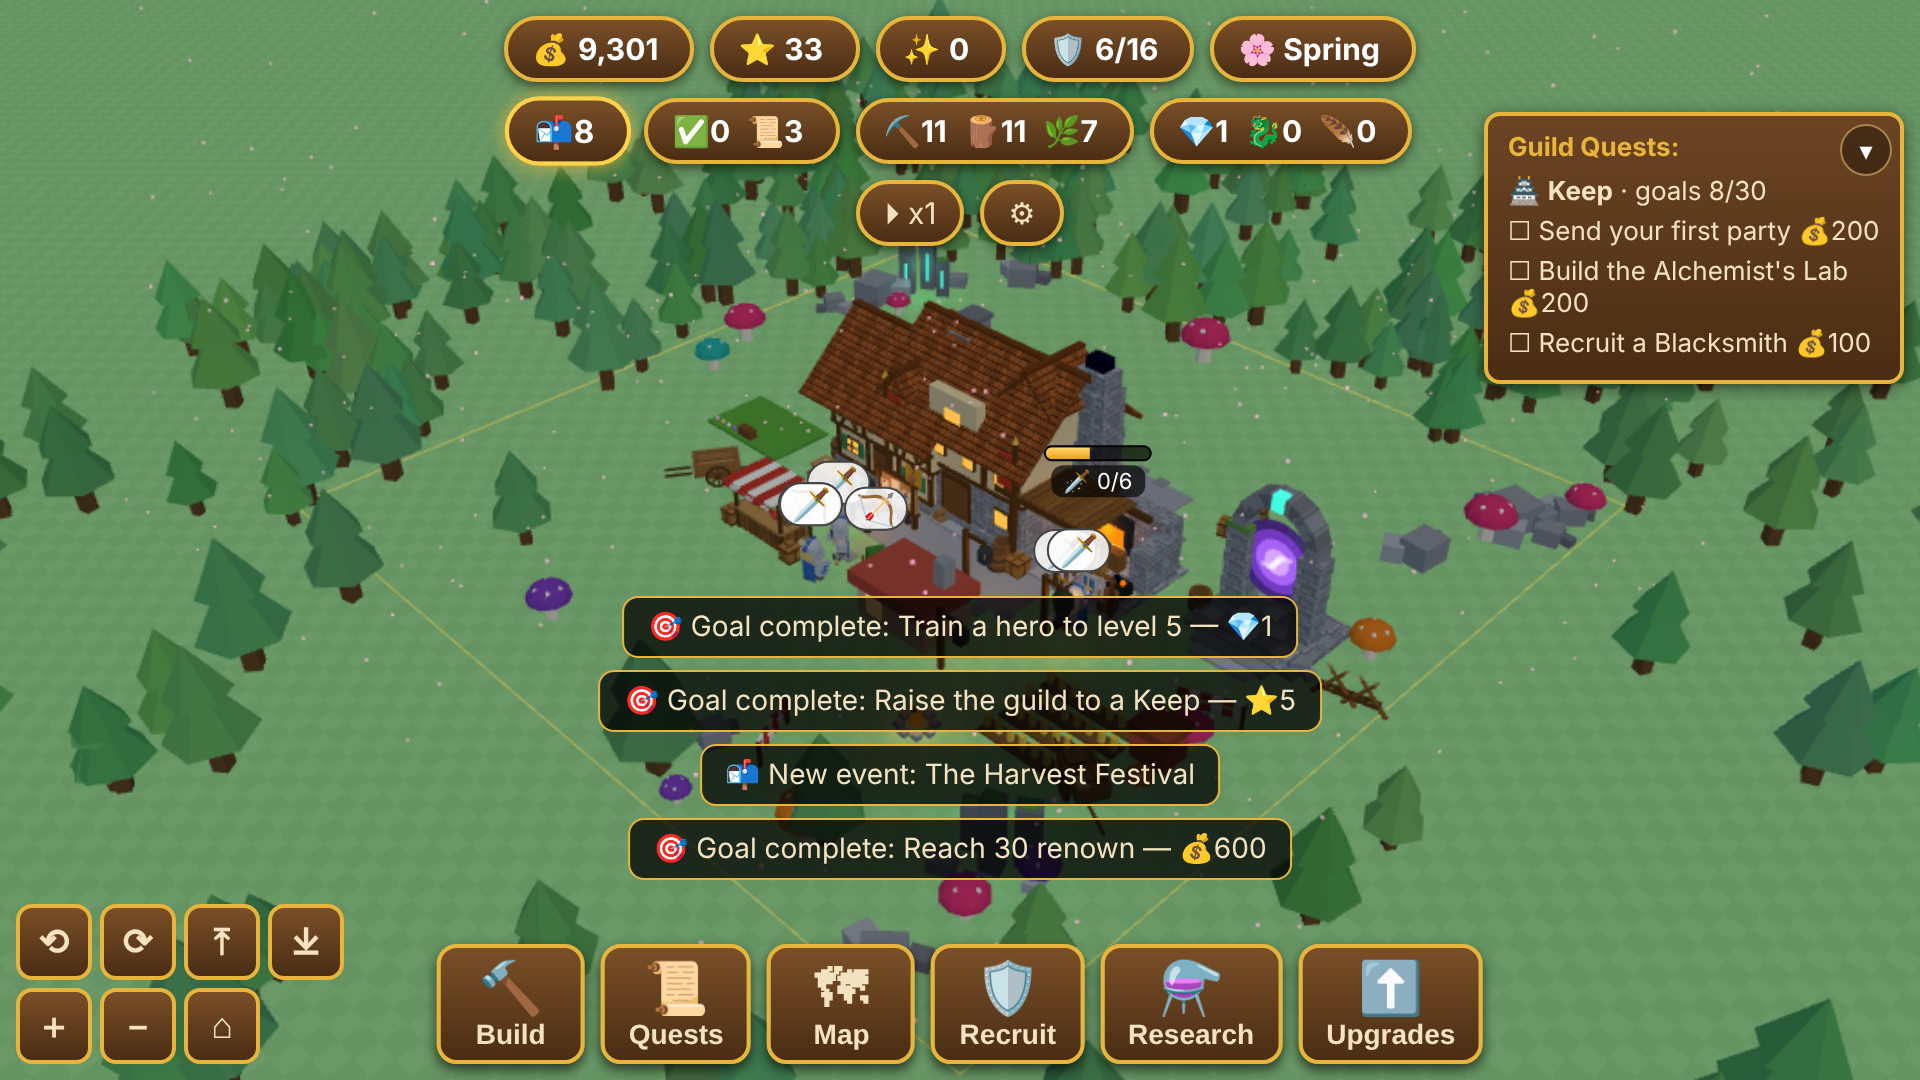 9,301
33
0
6/16
Spring
8
0 3
11 11 7
1 0 0
x1
Guild Quests:
Keep · goals 8/30
Send your first party 200
Build the Alchemist's Lab
200
Recruit a Blacksmith 100
0/6
Goal complete: Train a hero to level 5 — 1
Goal complete: Raise the guild to a Keep — 5
New event: The Harvest Festival
Goal complete: Reach 30 renown — 600
Build
Quests
Map
Recruit
Research
Upgrades